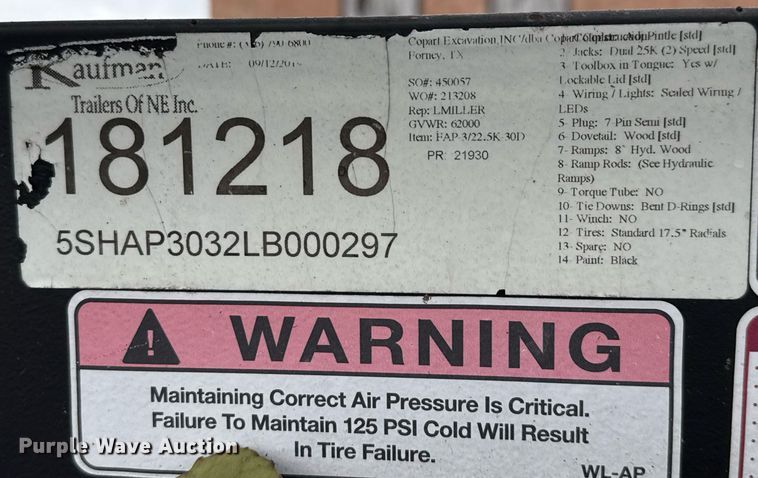 Kaufman
Trailers Of NE Inc.
181218
5SHAP3032LB000297
Phone #:
790-6800
DATE: 09/12/201
Copart Excavation,INC/dba
Forney, TX
SO#: 450057
WO#: 213208
Rep: LMILLER
GVWR: 62000
Item: FAP-3/22.5K-30D
PR: 21930
Pintle [std]
2- Jacks: Dual 25K (2) Speed [std]
3- Toolbox in Tongue: Yes w/
Lockable Lid [std]
4- Wiring / Lights: Sealed Wiring /
LEDs
5- Plug: 7-Pin Semi [std]
6- Dovetail: Wood [std]
7- Ramps: 8' Hyd. Wood
8- Ramp Rods: (See Hydraulic
Ramps)
9- Torque Tube: NO
10- Tie Downs: Bent D-Rings [std]
11- Winch: NO
12- Tires: Standard 17.5" Radials
13- Spare: NO
14- Paint: Black
WARNING
Maintaining Correct Air Pressure Is Critical.
Failure To Maintain 125 PSI Cold Will Result
In Tire Failure.
WL-AP
Purple Wave Auction